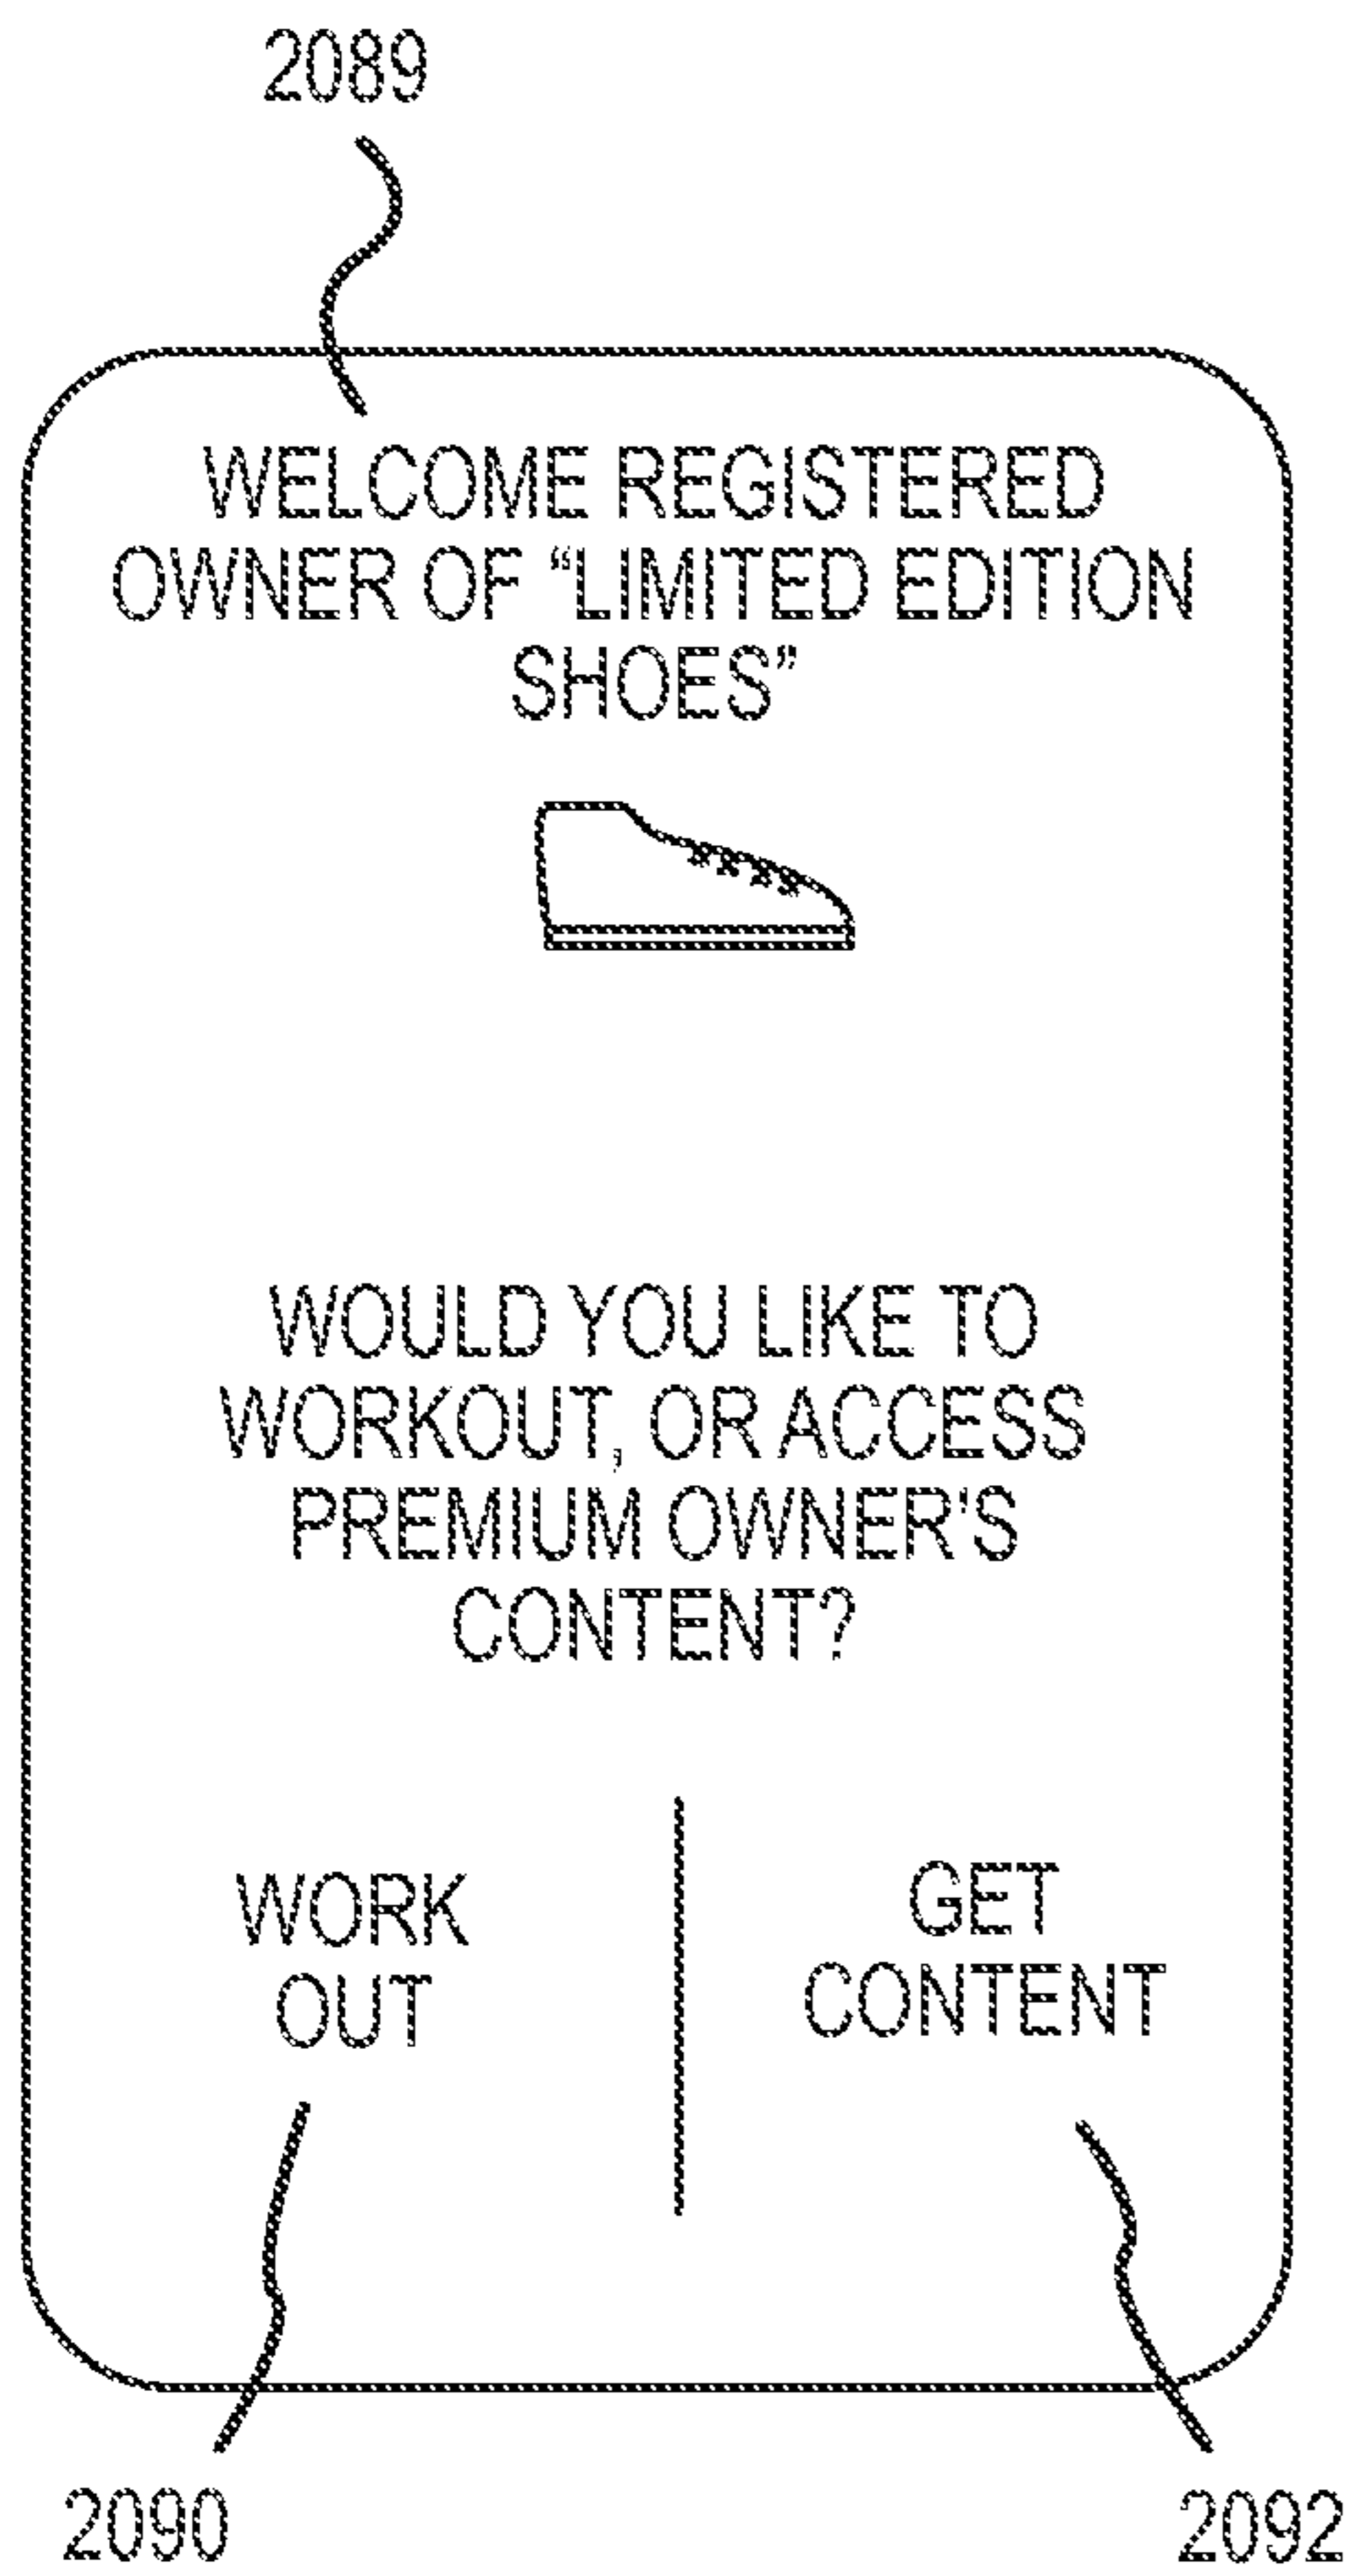 2089
WELCOME REGISTERED
OWNER OF “LIMITED EDITION
SHOES”
WOULD YOU LIKE TO
WORKOUT, OR ACCESS
PREMIUM OWNER'S
CONTENT?
WORK
OUT
GET
CONTENT
2090
2092